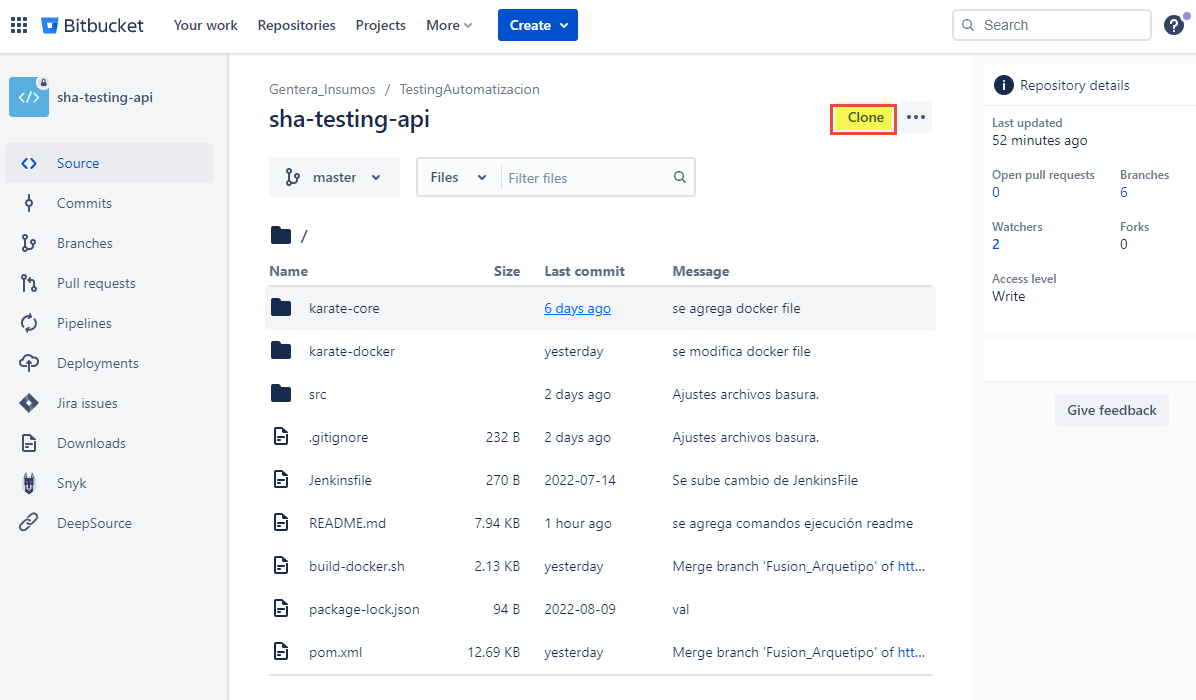 Bitbucket Your work Repositories Projects More Create Search
sha-testing-api
Source
Commits
Branches
Pull requests
Pipelines
Deployments
Jira issues
Downloads
Snyk
DeepSource
Gentera_Insumos / TestingAutomatizacion
sha-testing-api
Clone
master Files Filter files
/
Name Size Last commit Message
karate-core 6 days ago se agrega docker file
karate-docker yesterday se modifica docker file
src 2 days ago Ajustes archivos basura.
.gitignore 232 B 2 days ago Ajustes archivos basura.
Jenkinsfile 270 B 2022-07-14 Se sube cambio de JenkinsFile
README.md 7.94 KB 1 hour ago se agrega comandos ejecución readme
build-docker.sh 2.13 KB yesterday Merge branch 'Fusion_Arquetipo' of htt...
package-lock.json 94 B 2022-08-09 val
pom.xml 12.69 KB yesterday Merge branch 'Fusion_Arquetipo' of htt...
Repository details
Last updated
52 minutes ago
Open pull requests Branches
0 6
Watchers Forks
2 0
Access level
Write
Give feedback